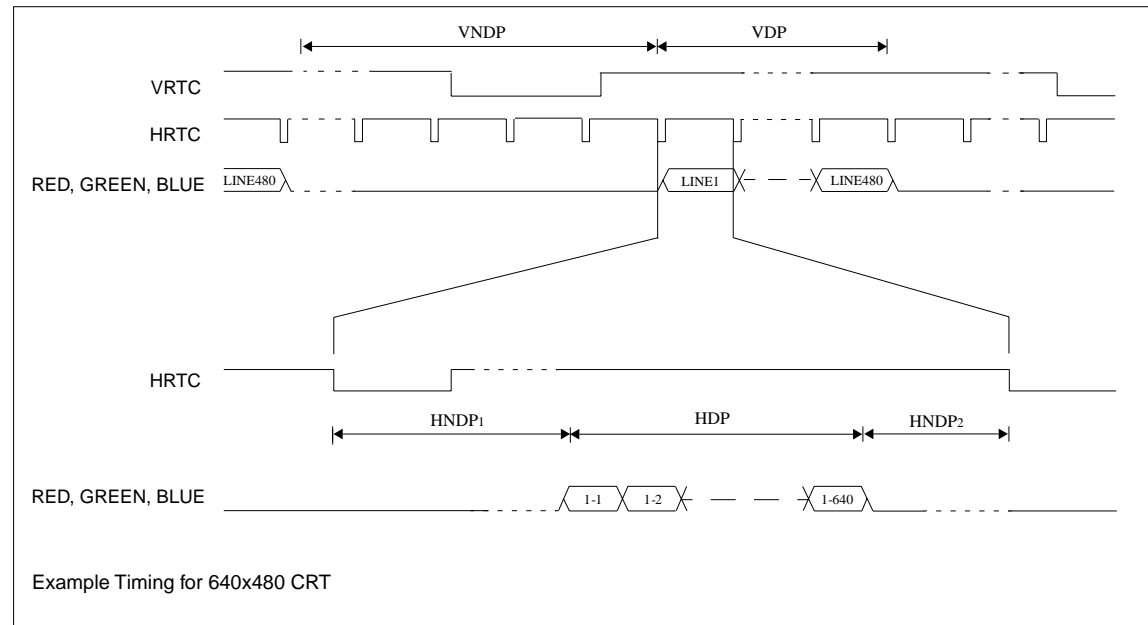 VNDP VDP
VRTC
HRTC
RED, GREEN, BLUE LINE480 LINE1 LINE480
HRTC
HNDP1 HDP HNDP2
RED, GREEN, BLUE 1-1 1-2 1-640
Example Timing for 640x480 CRT